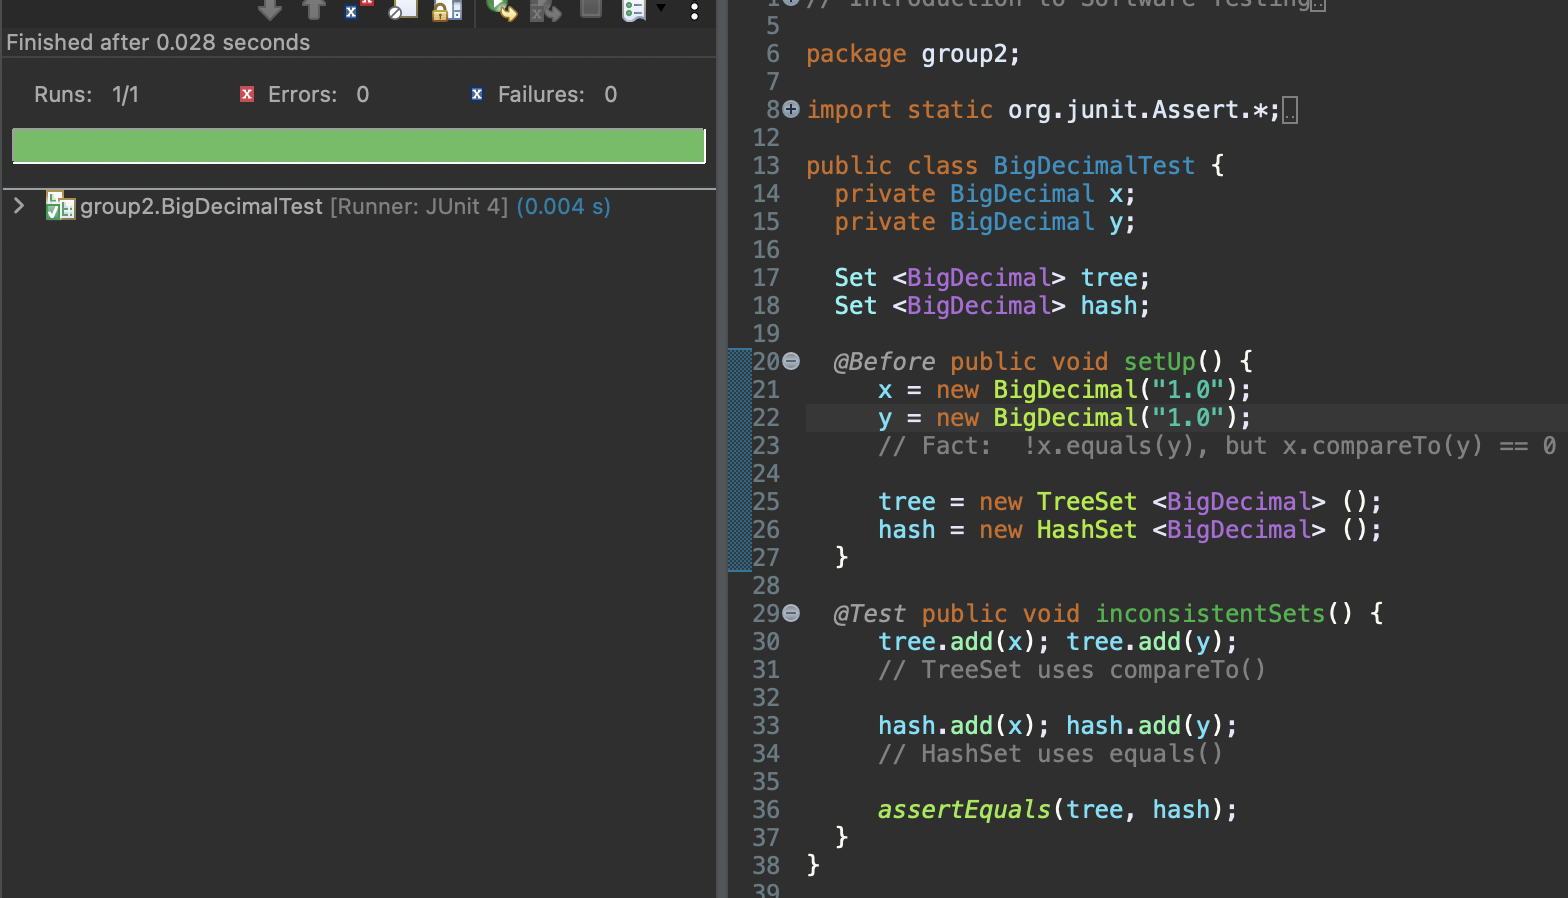 Finished after 0.028 seconds
Runs: 1/1 Errors: 0 Failures: 0
group2.BigDecimalTest [Runner: JUnit 4] (0.004 s)
1 // Introduction to Software Testing
5
6 package group2;
7
8 import static org.junit.Assert.*;
12
13 public class BigDecimalTest {
14 private BigDecimal x;
15 private BigDecimal y;
16
17 Set <BigDecimal> tree;
18 Set <BigDecimal> hash;
19
20 @Before public void setUp() {
21 x = new BigDecimal("1.0");
22 y = new BigDecimal("1.0");
23 // Fact:  !x.equals(y), but x.compareTo(y) == 0
24
25 tree = new TreeSet <BigDecimal> ();
26 hash = new HashSet <BigDecimal> ();
27 }
28
29 @Test public void inconsistentSets() {
30 tree.add(x); tree.add(y);
31 // TreeSet uses compareTo()
32
33 hash.add(x); hash.add(y);
34 // HashSet uses equals()
35
36 assertEquals(tree, hash);
37 }
38 }
39